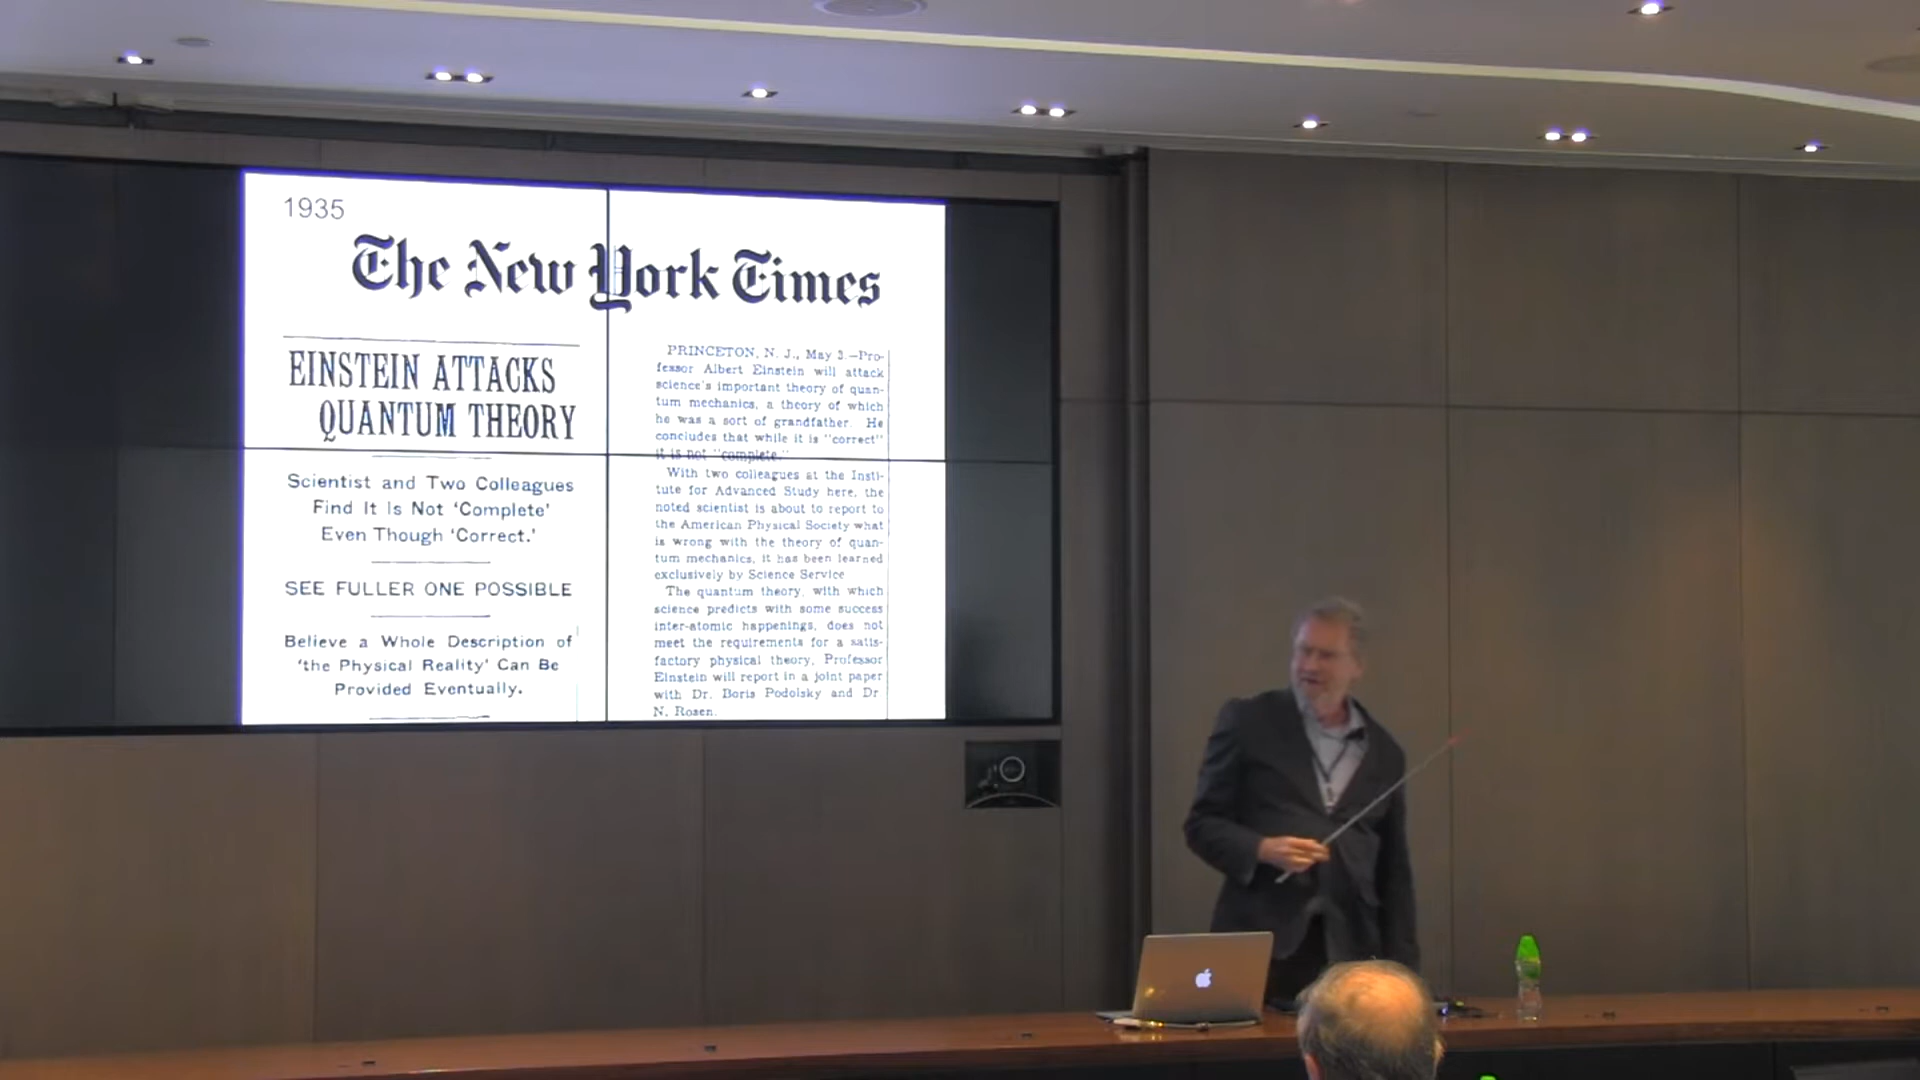 1935
The New York Times
EINSTEIN ATTACKS
QUANTUM THEORY
Scientist and Two Colleagues
Find It Is Not 'Complete'
Even Though 'Correct.'
SEE FULLER ONE POSSIBLE
Believe a Whole Description of
'the Physical Reality' Can Be
Provided Eventually.
PRINCETON, N. J., May 3.—Pro-
fessor Albert Einstein will attack
science's important theory of quan-
tum mechanics, a theory of which
he was a sort of grandfather. He
concludes that while it is "correct"
it is not "complete."
With two colleagues at the Insti-
tute for Advanced Study here, the
noted scientist is about to report to
the American Physical Society what
is wrong with the theory of quan-
tum mechanics, it has been learned
exclusively by Science Service
The quantum theory, with which
science predicts with some success
inter-atomic happenings, does not
meet the requirements for a satis-
factory physical theory, Professor
Einstein will report in a joint paper
with Dr. Boris Podolsky and Dr
N. Rosen.